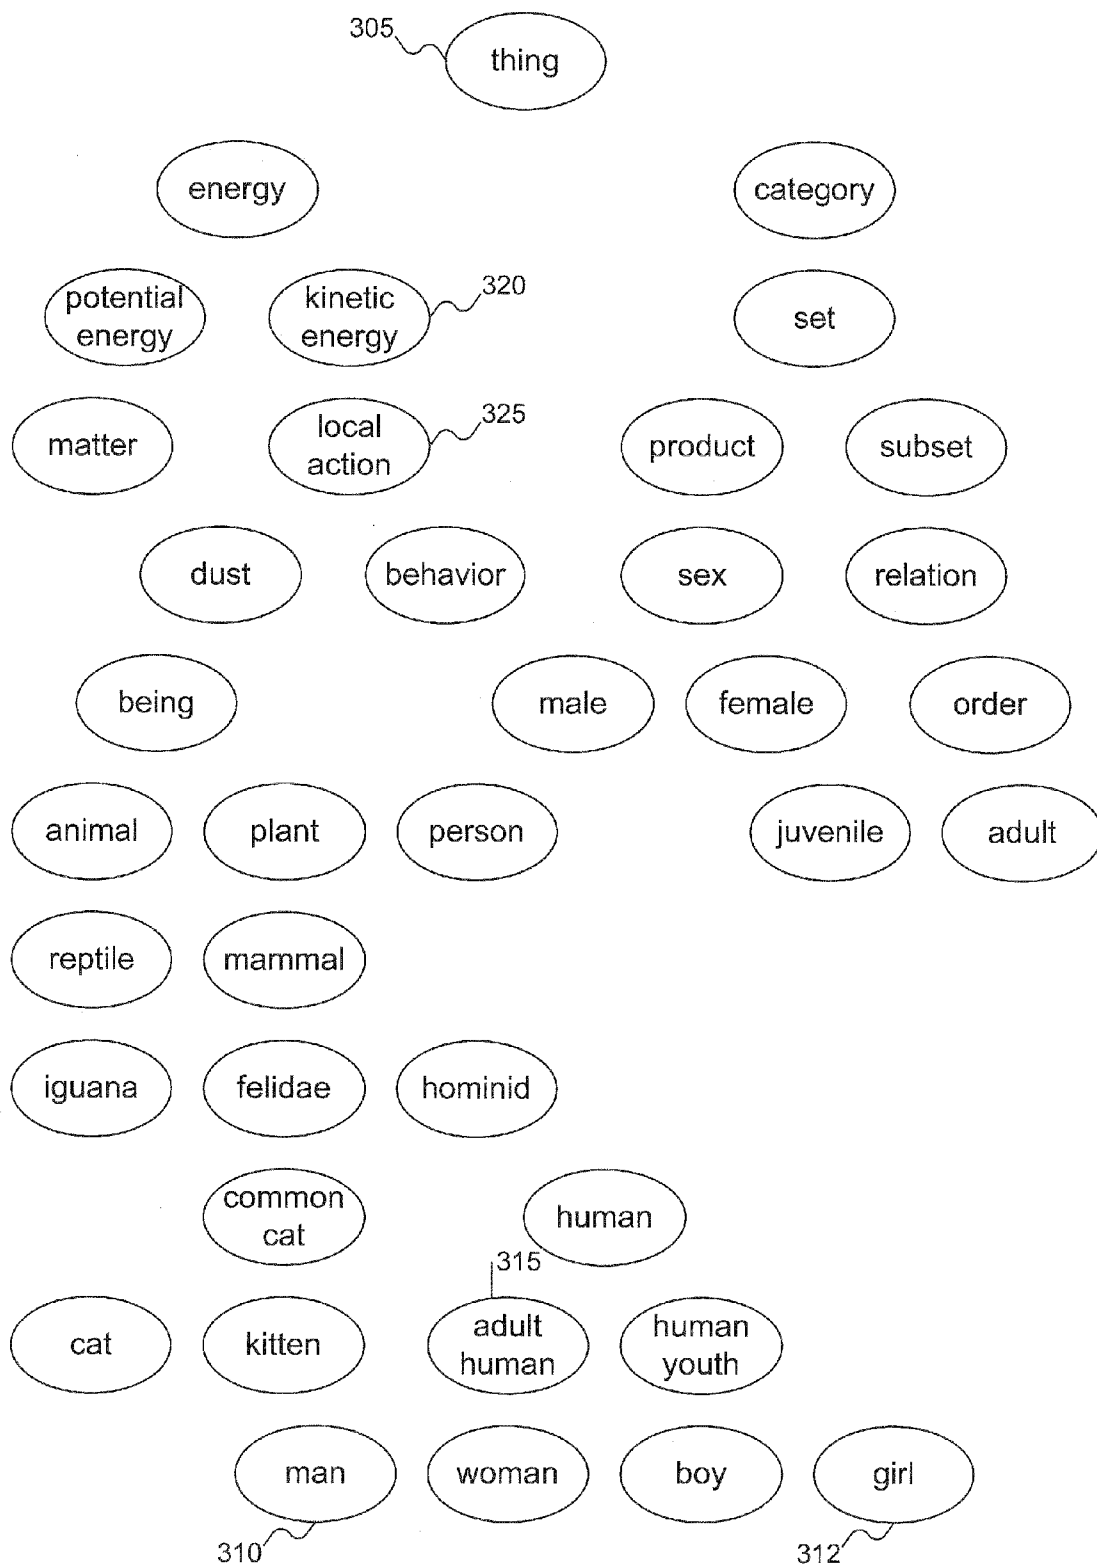 305
thing
energy
category
potential
energy
kinetic
energy
320
set
matter
local
action
325
product
subset
dust
behavior
sex
relation
being
male
female
order
animal
plant
person
juvenile
adult
reptile
mammal
iguana
felidae
hominid
common
cat
human
315
cat
kitten
adult
human
human
youth
man
woman
boy
girl
310
312